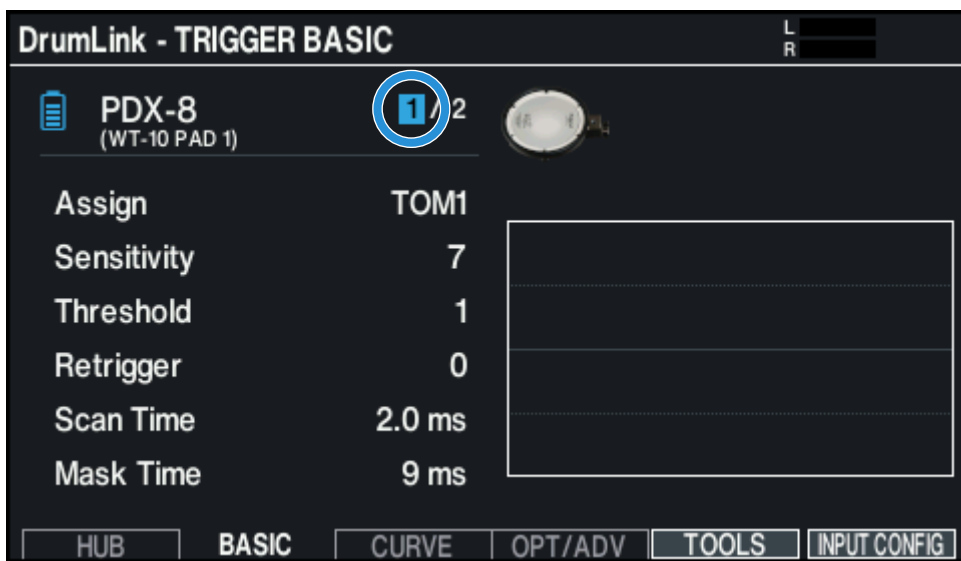 DrumLink - TRIGGER BASIC
L
R
PDX-8 1 / 2
(WT-10 PAD 1)
Assign TOM1
Sensitivity 7
Threshold 1
Retrigger 0
Scan Time 2.0 ms
Mask Time 9 ms
HUB BASIC CURVE OPT/ADV TOOLS INPUT CONFIG